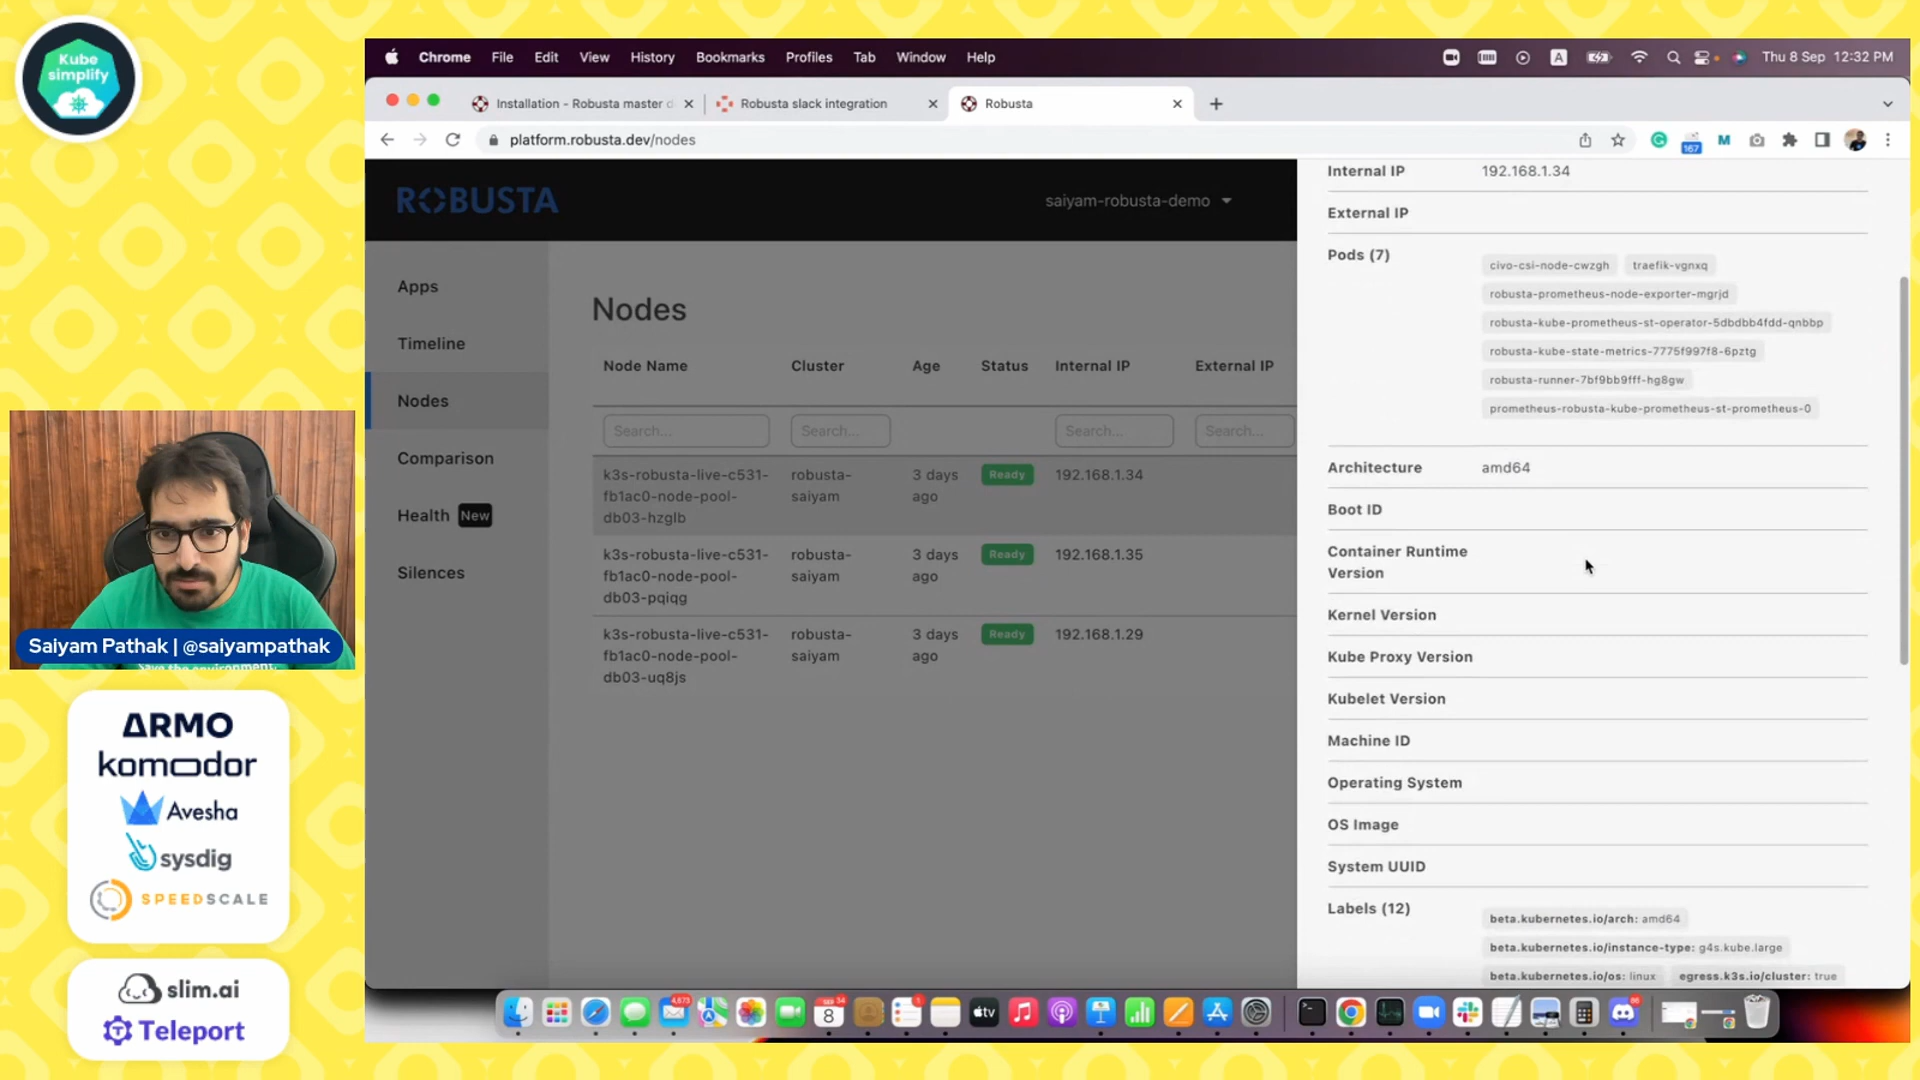 Kube
simplify
Chrome File Edit View History Bookmarks Profiles Tab Window Help
A
Thu 8 Sep 12:32 PM
Installation - Robusta master d
Robusta slack integration
Robusta
platform.robusta.dev/nodes
167
M
ROBUSTA
saiyam-robusta-demo
Apps
Timeline
Nodes
Comparison
Health New
Silences
Nodes
Node Name Cluster Age Status Internal IP External IP
Search... Search... Search... Search...
k3s-robusta-live-c531-
fb1ac0-node-pool-
db03-hzglb
robusta-
saiyam
3 days
ago
Ready
192.168.1.34
k3s-robusta-live-c531-
fb1ac0-node-pool-
db03-pqiqg
robusta-
saiyam
3 days
ago
Ready
192.168.1.35
k3s-robusta-live-c531-
fb1ac0-node-pool-
db03-uq8js
robusta-
saiyam
3 days
ago
Ready
192.168.1.29
Internal IP 192.168.1.34
External IP
Pods (7)
civo-csi-node-cwzgh traefik-vgnxq
robusta-prometheus-node-exporter-mgrjd
robusta-kube-prometheus-st-operator-5dbdbb4fdd-qnbbp
robusta-kube-state-metrics-7775f997f8-6pztg
robusta-runner-7bf9bb9fff-hg8gw
prometheus-robusta-kube-prometheus-st-prometheus-0
Architecture amd64
Boot ID
Container Runtime
Version
Kernel Version
Kube Proxy Version
Kubelet Version
Machine ID
Operating System
OS Image
System UUID
Labels (12)
beta.kubernetes.io/arch: amd64
beta.kubernetes.io/instance-type: g4s.kube.large
beta.kubernetes.io/os: linux egress.k3s.io/cluster: true
Saiyam Pathak | @saiyampathak
Save the environment.
ARMO
komodor
Avesha
sysdig
SPEEDSCALE
slim.ai
Teleport
4,673
SEP
8
tv
1